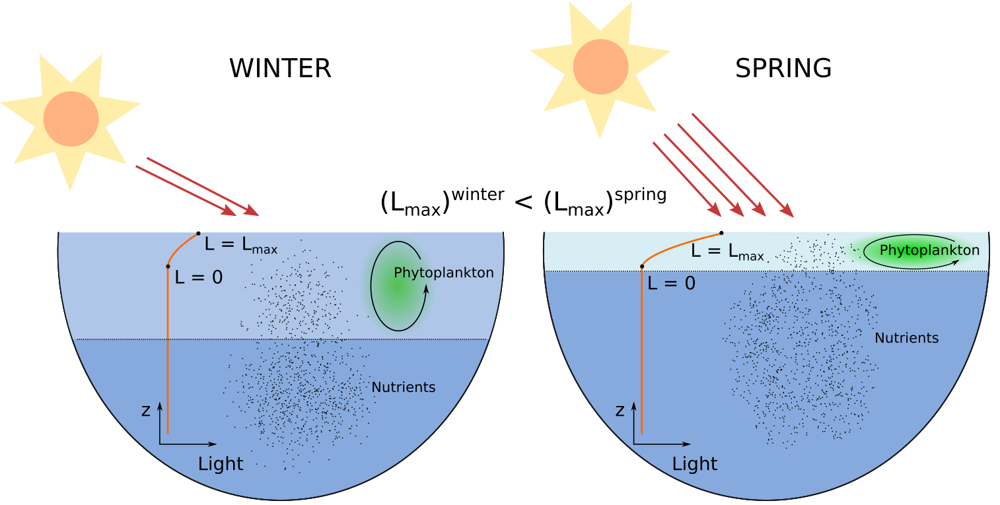 WINTER
SPRING
(Lmax)winter < (Lmax)spring
L = Lmax
L = 0
Phytoplankton
Nutrients
z
Light
L = Lmax
L = 0
Phytoplankton
Nutrients
z
Light